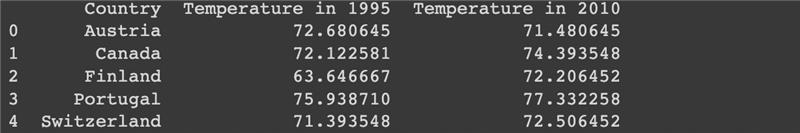 Country Temperature in 1995 Temperature in 2010
0 Austria 72.680645 71.480645
1 Canada 72.122581 74.393548
2 Finland 63.646667 72.206452
3 Portugal 75.938710 77.332258
4 Switzerland 71.393548 72.506452